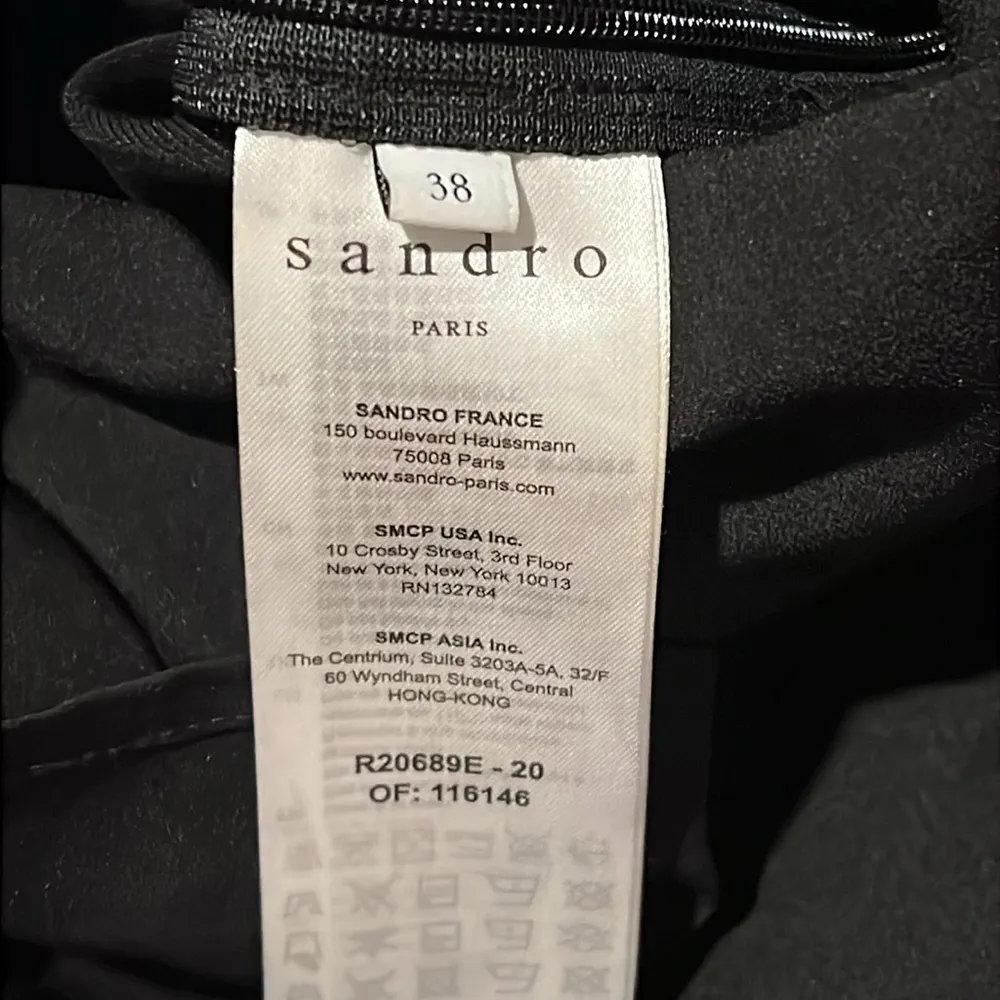 38
sandro
PARIS
SANDRO FRANCE
150 boulevard Haussmann
75008 Paris
www.sandro-paris.com
SMCP USA Inc.
10 Crosby Street, 3rd Floor
New York, New York 10013
RN132784
SMCP ASIA Inc.
The Centrium, Suite 3203A-5A, 32/F
60 Wyndham Street, Central
HONG-KONG
R20689E - 20
OF: 116146